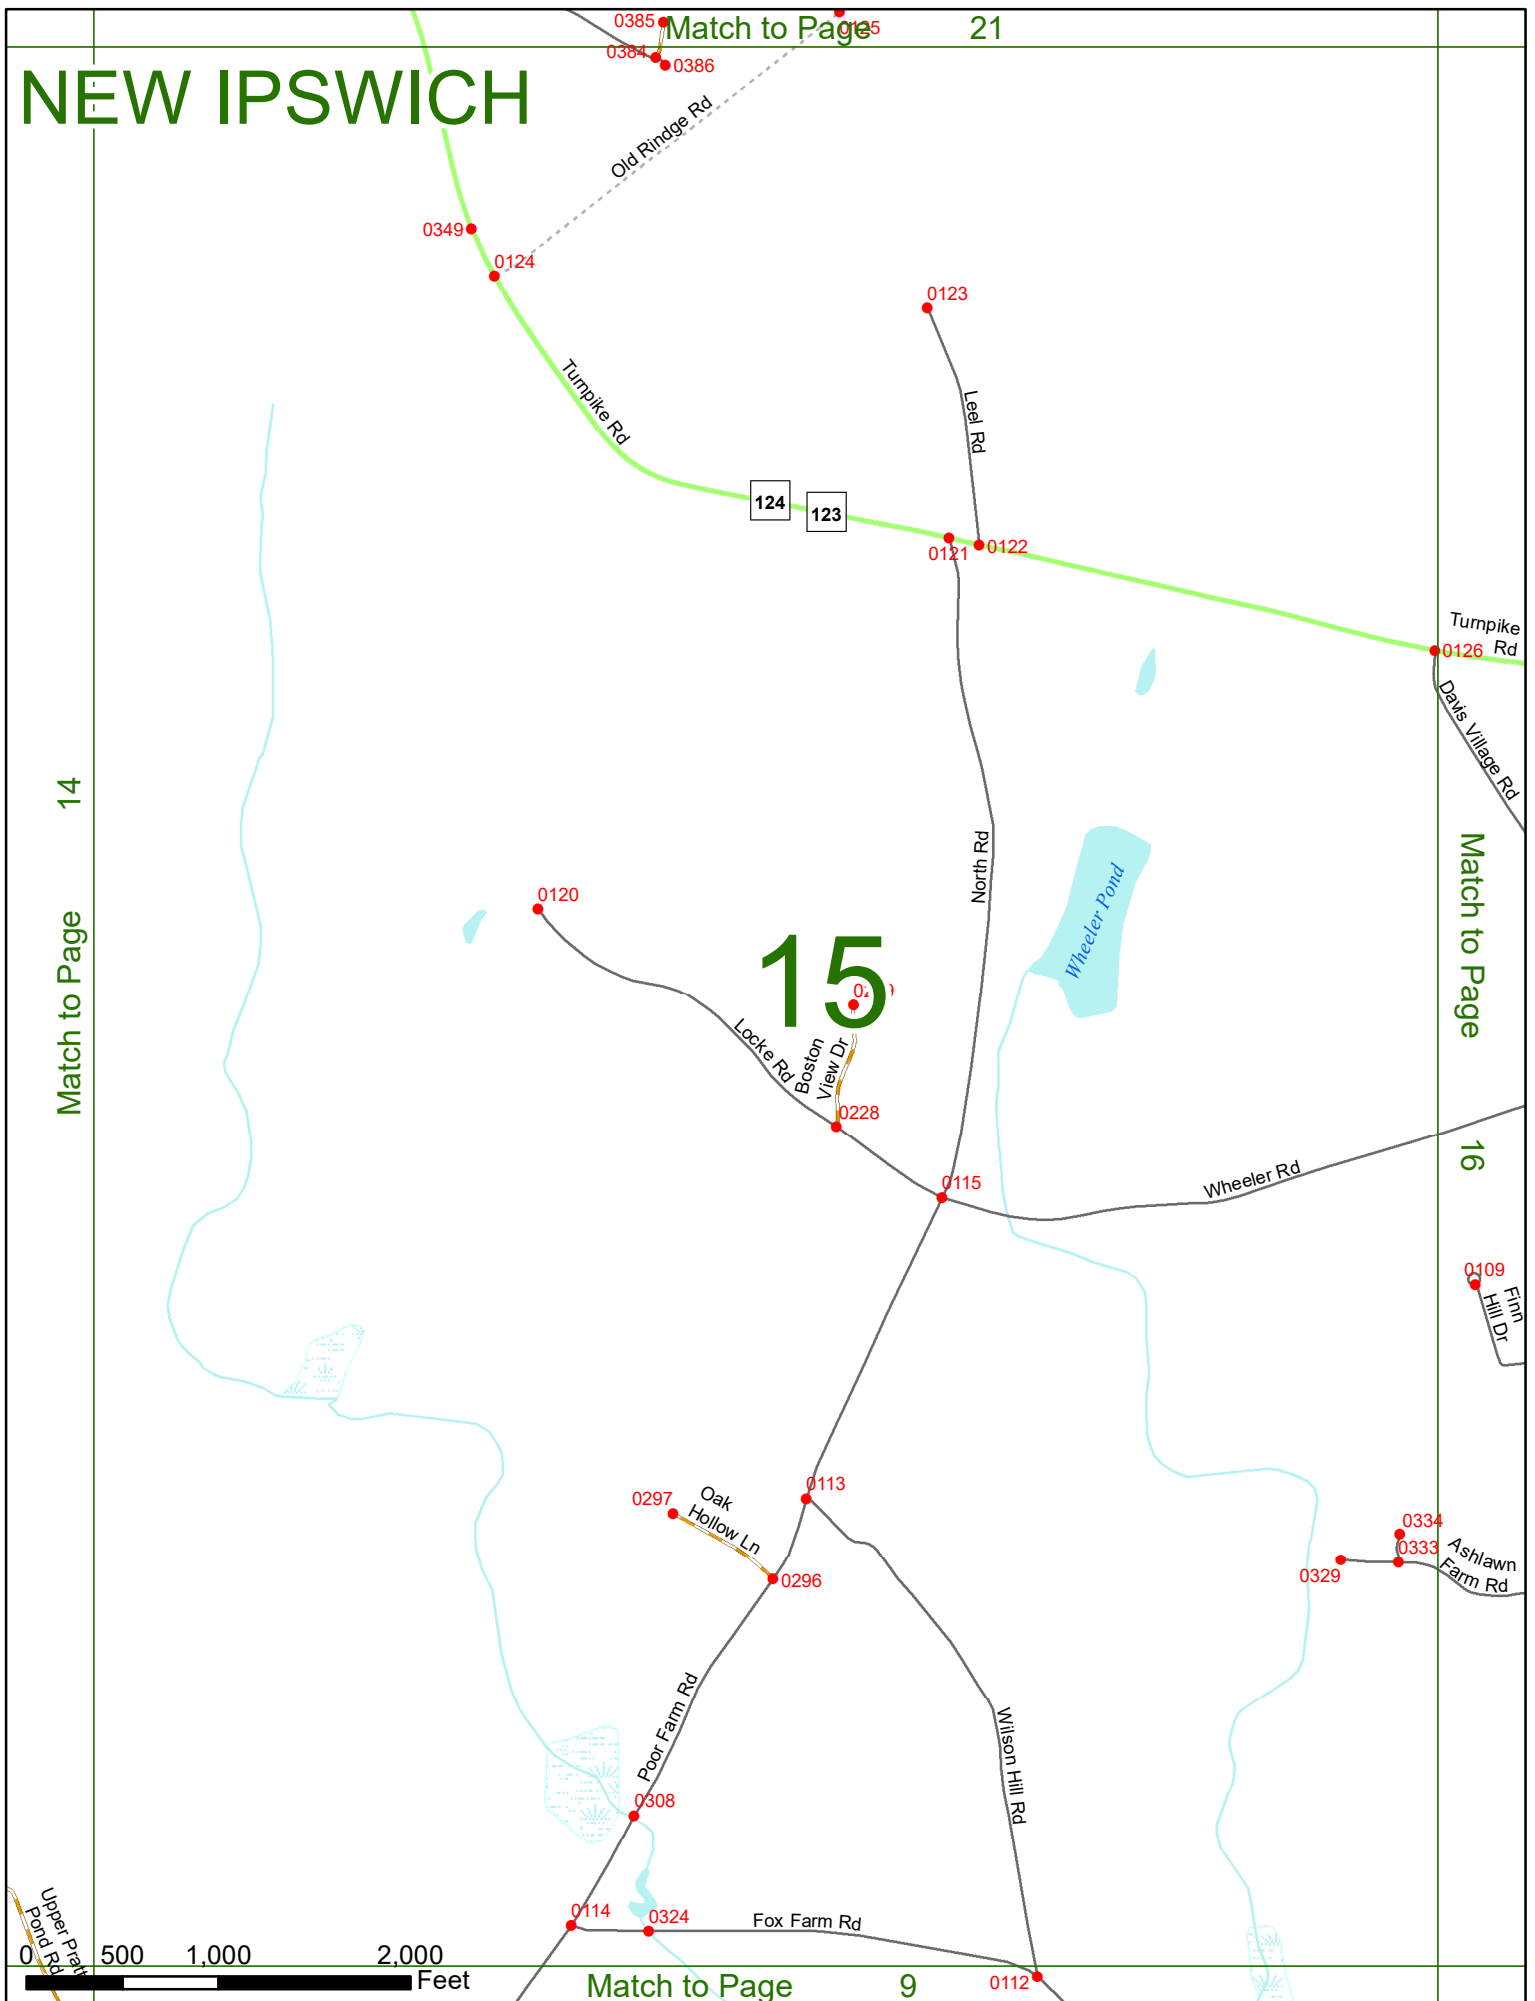 0385
Match to Page 21
0125
0384
0386
NEW IPSWICH
Old Rindge Rd
0349
0124
0123
Turnpike Rd
Leel Rd
124
123
0121
0122
Turnpike
Rd
0126
Davis Village Rd
Match to Page 14
North Rd
Wheeler Pond
Match to Page 16
0120
15
Locke Rd
Boston
View Dr
0228
0115
Wheeler Rd
0109
Finn
Hill Dr
0113
0297
Oak
Hollow Ln
0296
0334
0333
0329
Ashlawn
Farm Rd
Poor Farm Rd
Wilson Hill Rd
0308
0114
0324
Fox Farm Rd
0112
Upper Pratt
Pond Rd
0 500 1,000 2,000
Feet
Match to Page 9